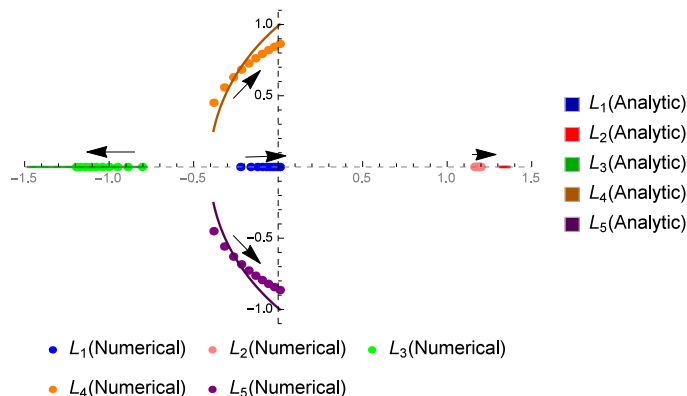 1.0
0.5
-1.5 -1.0 -0.5 0.0 0.5 1.0 1.5
-0.5
-1.0
L1(Analytic)
L2(Analytic)
L3(Analytic)
L4(Analytic)
L5(Analytic)
L1(Numerical) L2(Numerical) L3(Numerical)
L4(Numerical) L5(Numerical)